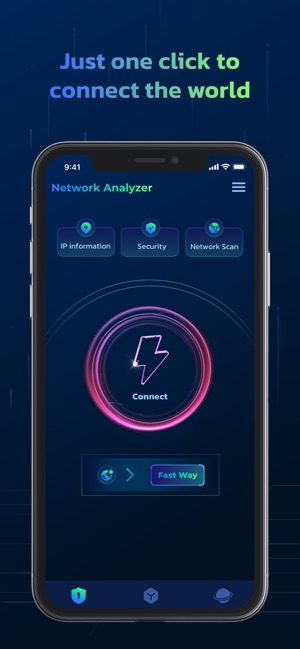 Just one click to
connect the world
9:41
Network Analyzer
IP information
Security
Network Scan
Connect
Fast Way